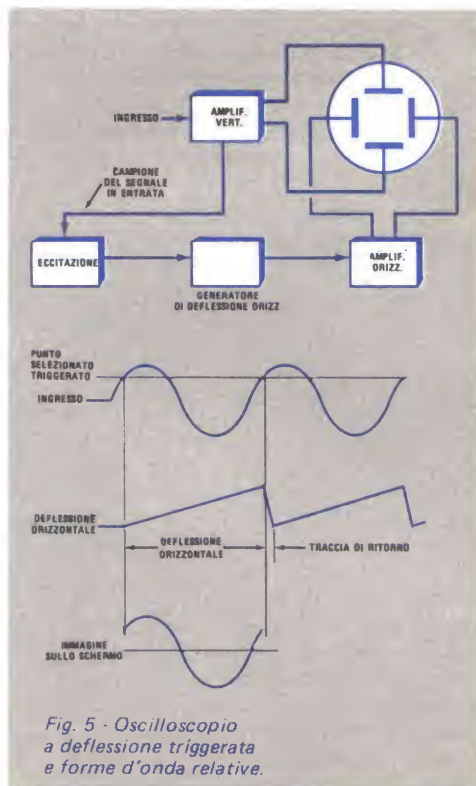 AMPLIF.
VERT.
INGRESSO
CAMPIONE
DEL SEGNALE
IN ENTRATA
ECCITAZIONE
GENERATORE
DI DEFLESSIONE ORIZZ.
AMPLIF.
ORIZZ.
PUNTO
SELEZIONATO
TRIGGERATO
INGRESSO
DEFLESSIONE
ORIZZONTALE
DEFLESSIONE
ORIZZONTALE
TRACCIA DI RITORNO
IMMAGINE
SULLO SCHERMO
Fig. 5 - Oscilloscopio
a deflessione triggerata
e forme d'onda relative.